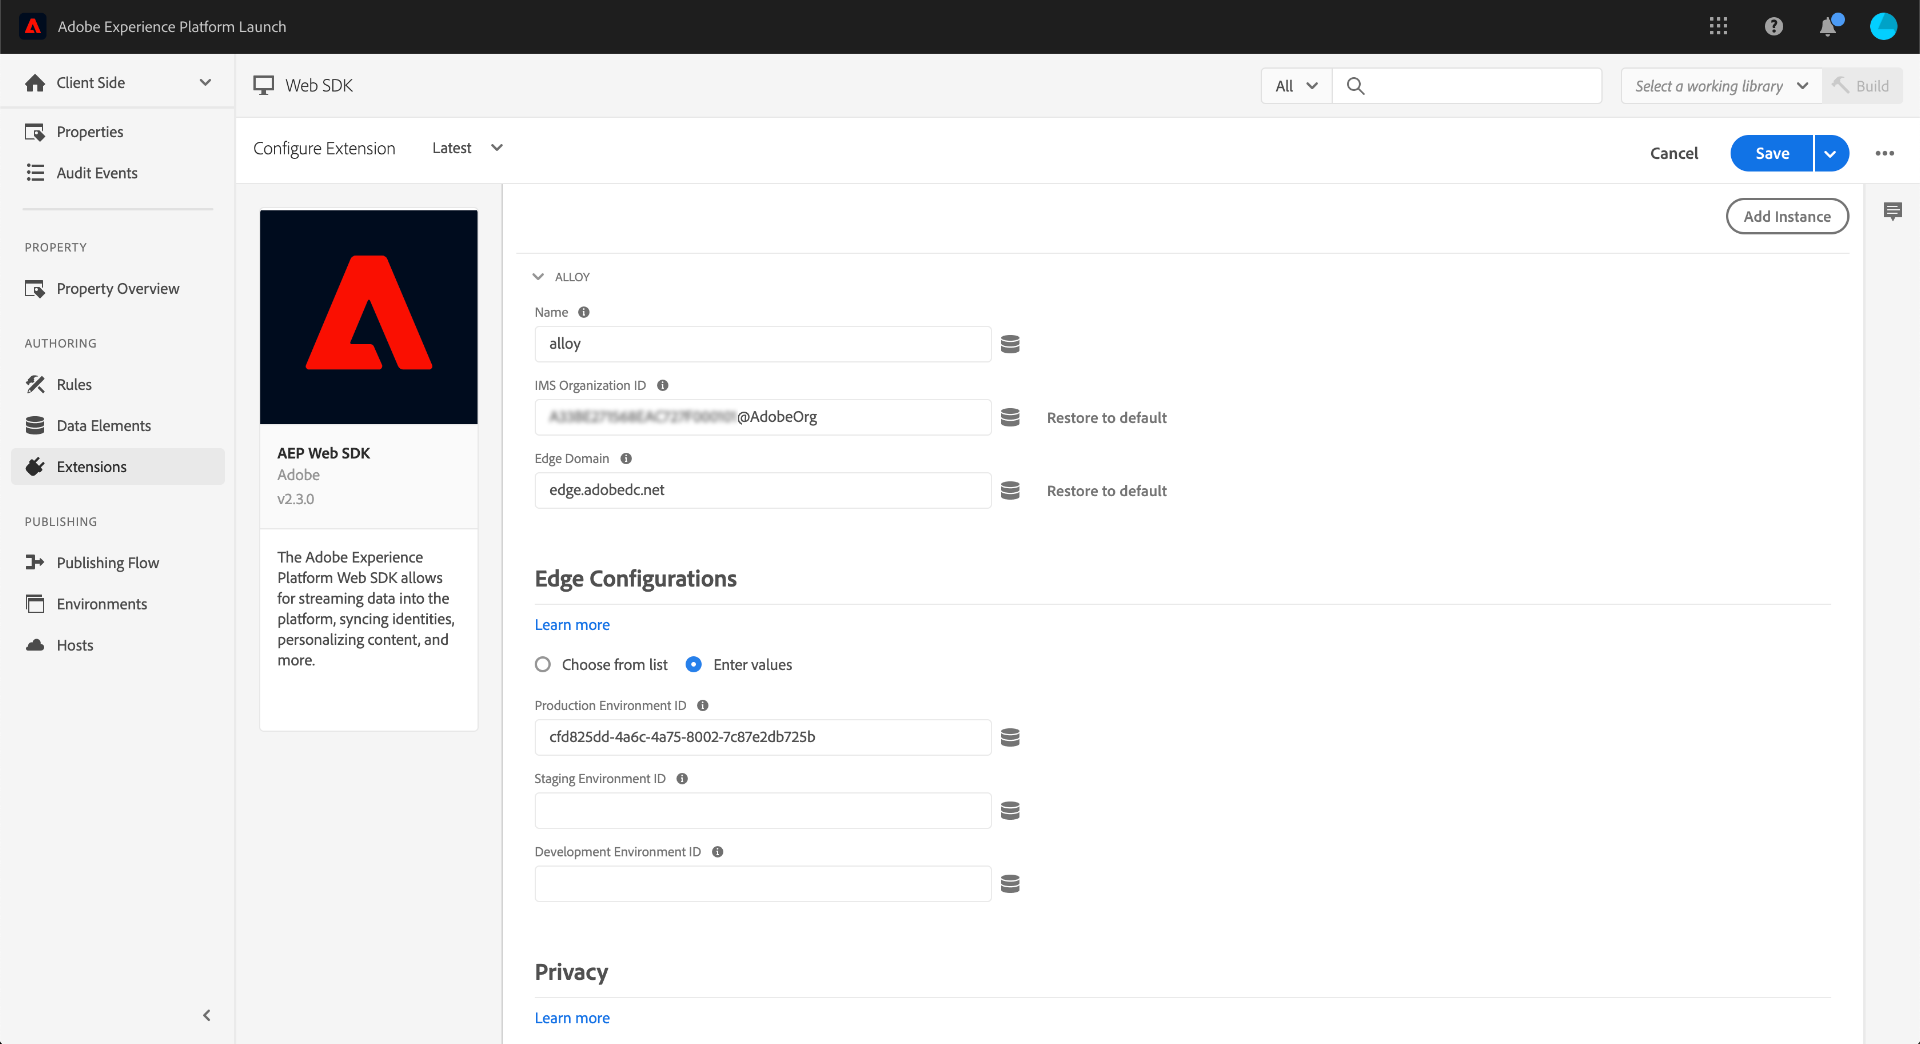 Adobe Experience Platform Launch
Client Side
Web SDK
All
Select a working library
Build
Properties
Audit Events
Configure Extension
Latest
Cancel
Save
Add Instance
PROPERTY
Property Overview
AUTHORING
Rules
Data Elements
Extensions
PUBLISHING
Publishing Flow
Environments
Hosts
AEP Web SDK
Adobe
v2.3.0
The Adobe Experience
Platform Web SDK allows
for streaming data into the
platform, syncing identities,
personalizing content, and
more.
ALLOY
Name
alloy
IMS Organization ID
@AdobeOrg
Restore to default
Edge Domain
edge.adobedc.net
Restore to default
Edge Configurations
Learn more
Choose from list
Enter values
Production Environment ID
cfd825dd-4a6c-4a75-8002-7c87e2db725b
Staging Environment ID
Development Environment ID
Privacy
Learn more